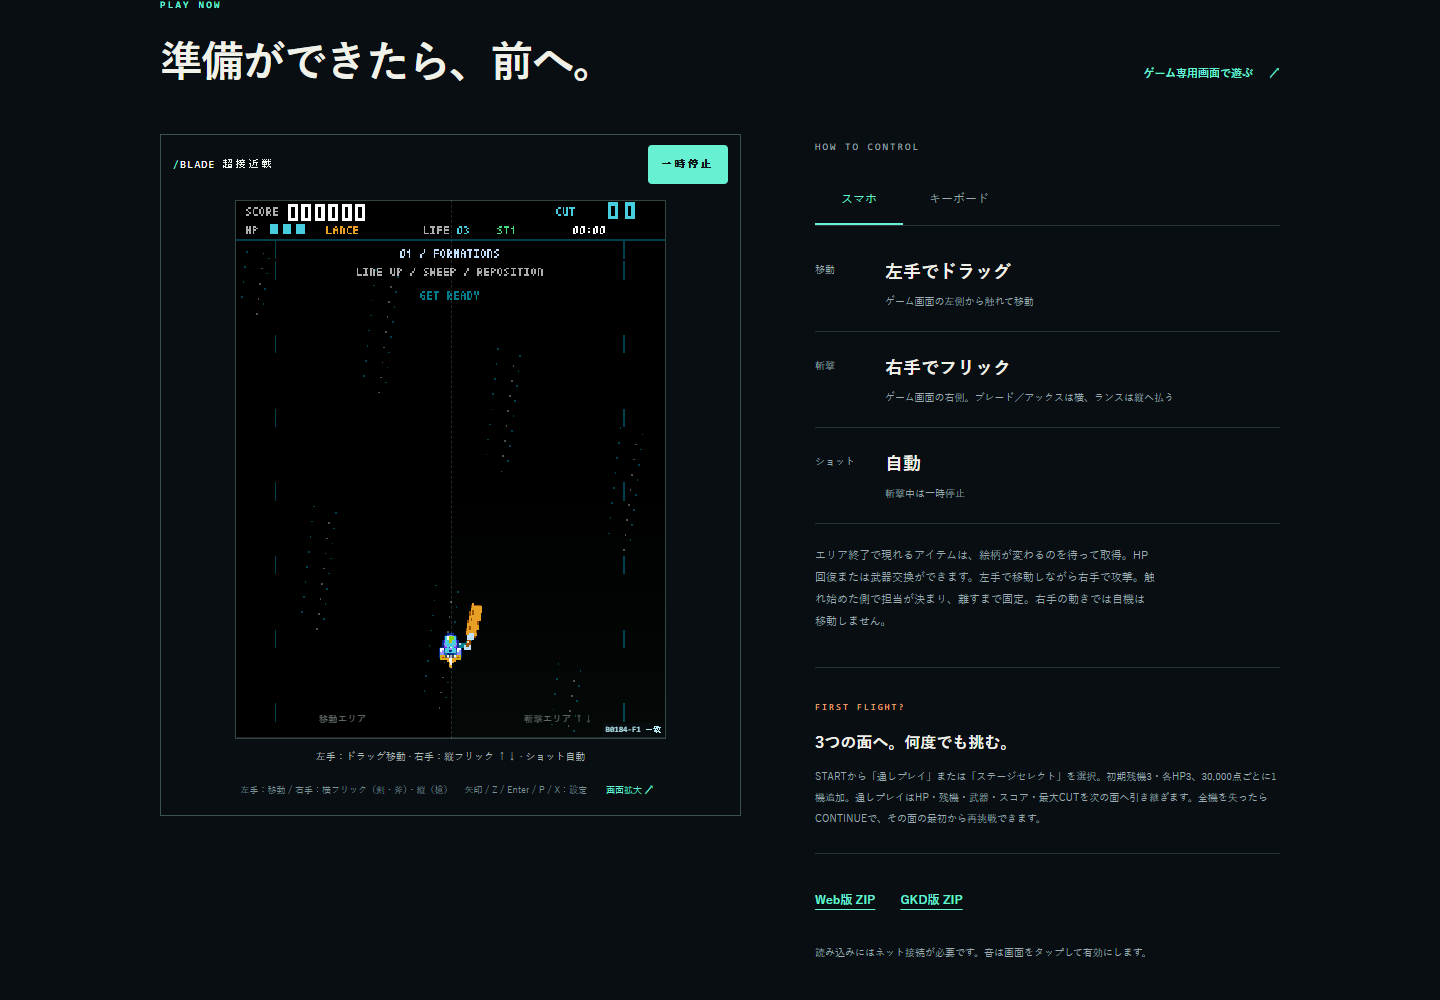 PLAY NOW
準備ができたら、前へ。
ゲーム専用画面で遊ぶ ↗
/BLADE 超接近戦
一時停止
SCORE 000000 CUT 00
HP LANCE LIFE 03 ST1 00:00
01 / FORMATIONS
LINE UP / SWEEP / REPOSITION
GET READY
移動エリア 斬撃エリア ↑↓
B0184-F1 一致
左手：ドラッグ移動・右手：縦フリック ↑↓・ショット自動
左手：移動 / 右手：横フリック（剣・斧）・縦（槍） 矢印 / Z / Enter / P / X：設定 画面拡大 ↗
HOW TO CONTROL
スマホ キーボード
移動 左手でドラッグ
ゲーム画面の左側から触れて移動
斬撃 右手でフリック
ゲーム画面の右側。ブレード／アックスは横、ランスは縦へ払う
ショット 自動
斬撃中は一時停止
エリア終了で現れるアイテムは、絵柄が変わるのを待って取得。HP
回復または武器交換ができます。左手で移動しながら右手で攻撃。触
れ始めた側で担当が決まり、離すまで固定。右手の動きでは自機は
移動しません。
FIRST FLIGHT?
3つの面へ。何度でも挑む。
STARTから「通しプレイ」または「ステージセレクト」を選択。初期残機3・各HP3、30,000点ごとに1
機追加。通しプレイはHP・残機・武器・スコア・最大CUTを次の面へ引き継ぎます。全機を失ったら
CONTINUEで、その面の最初から再挑戦できます。
Web版 ZIP GKD版 ZIP
読み込みにはネット接続が必要です。音は画面をタップして有効にします。